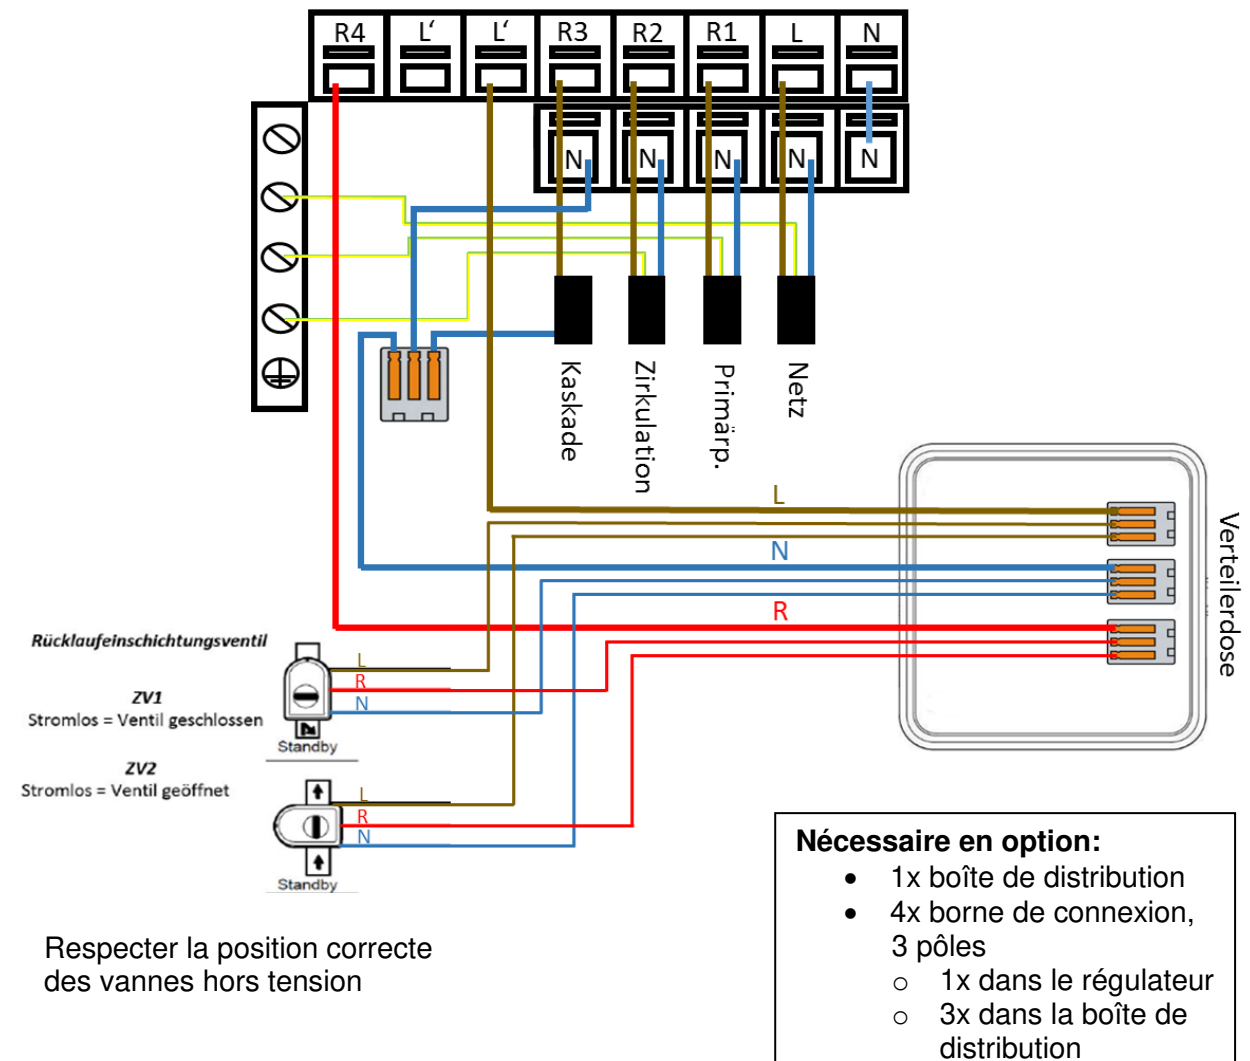 R4 L‘ L‘ R3 R2 R1 L N
N N N N N
Kaskade
Zirkulation
Primärp.
Netz
L
N
R
Verteilerdose
Rücklaufeinschichtungsventil
ZV1
Stromlos = Ventil geschlossen
L
R
N
Standby
ZV2
Stromlos = Ventil geöffnet
L
R
N
Standby
Respecter la position correcte
des vannes hors tension
Nécessaire en option:
• 1x boîte de distribution
• 4x borne de connexion,
3 pôles
o 1x dans le régulateur
o 3x dans la boîte de
distribution